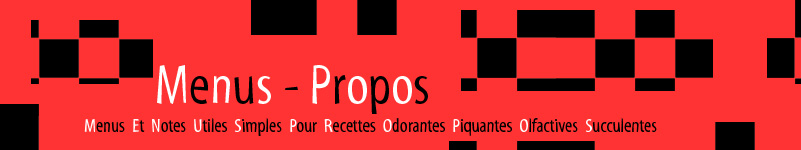 Menus - Propos
Menus Et Notes Utiles Simples Pour Recettes Odorantes Piquantes Olfactives Succulentes